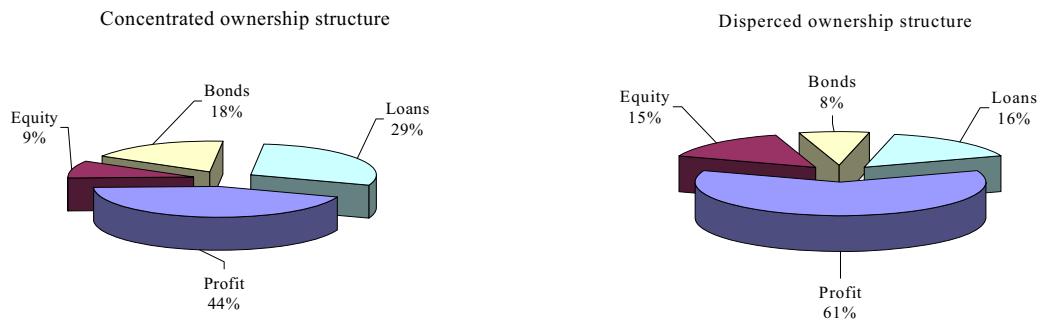 Concentrated ownership structure
Bonds
18%
Equity
9%
Loans
29%
Profit
44%
Disperced ownership structure
Bonds
8%
Equity
15%
Loans
16%
Profit
61%